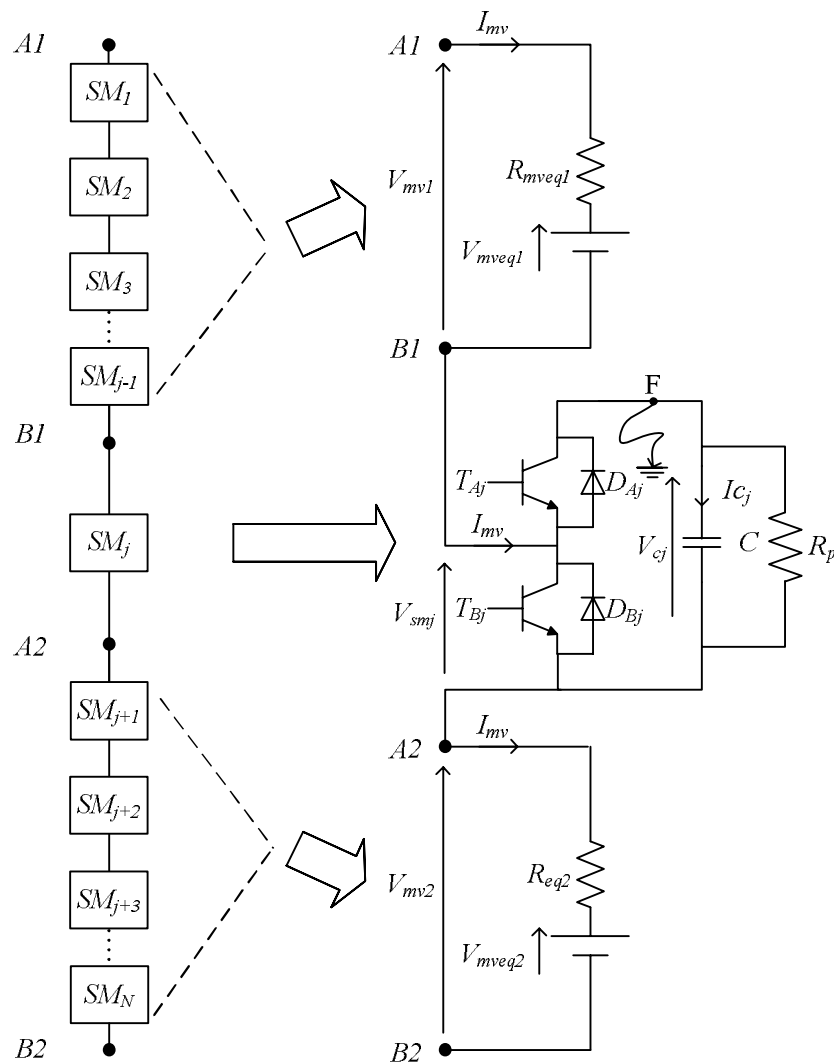 A1
SM1
SM2
SM3
SMj-1
B1
SMj
A2
SMj+1
SMj+2
SMj+3
SMN
B2
A1
Imv
Rmveq1
Vmv1
Vmveq1
B1
F
TAj
DAj
Icj
Imv
Vcj
C
Rp
Vsmj
TBj
DBj
A2
Imv
Req2
Vmv2
Vmveq2
B2